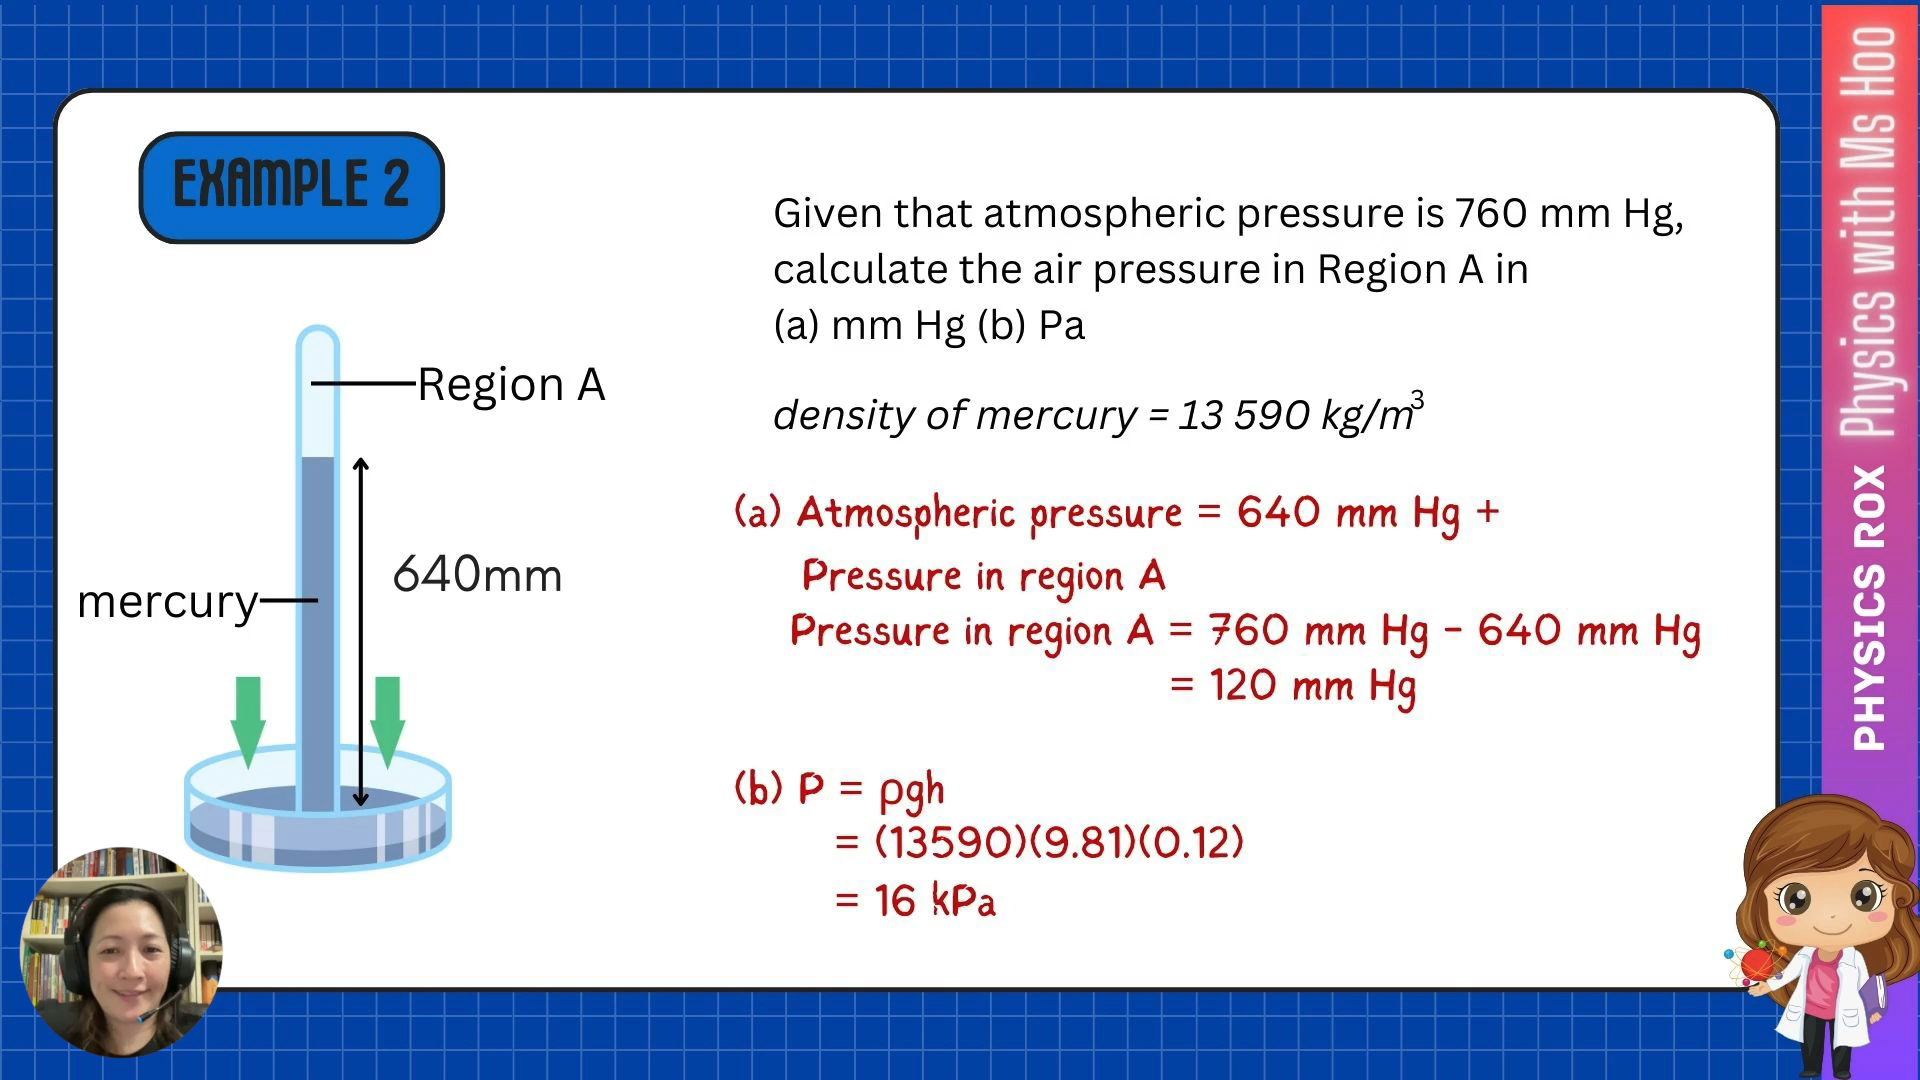 EXAMPLE 2
Given that atmospheric pressure is 760 mm Hg,
calculate the air pressure in Region A in
(a) mm Hg (b) Pa
density of mercury = 13 590 kg/m³
Region A
640mm
mercury
(a) Atmospheric pressure = 640 mm Hg +
Pressure in region A
Pressure in region A = 760 mm Hg - 640 mm Hg
= 120 mm Hg
(b) P = ρgh
= (13590)(9.81)(0.12)
= 16 kPa
PHYSICS ROX Physics with Ms Hoo